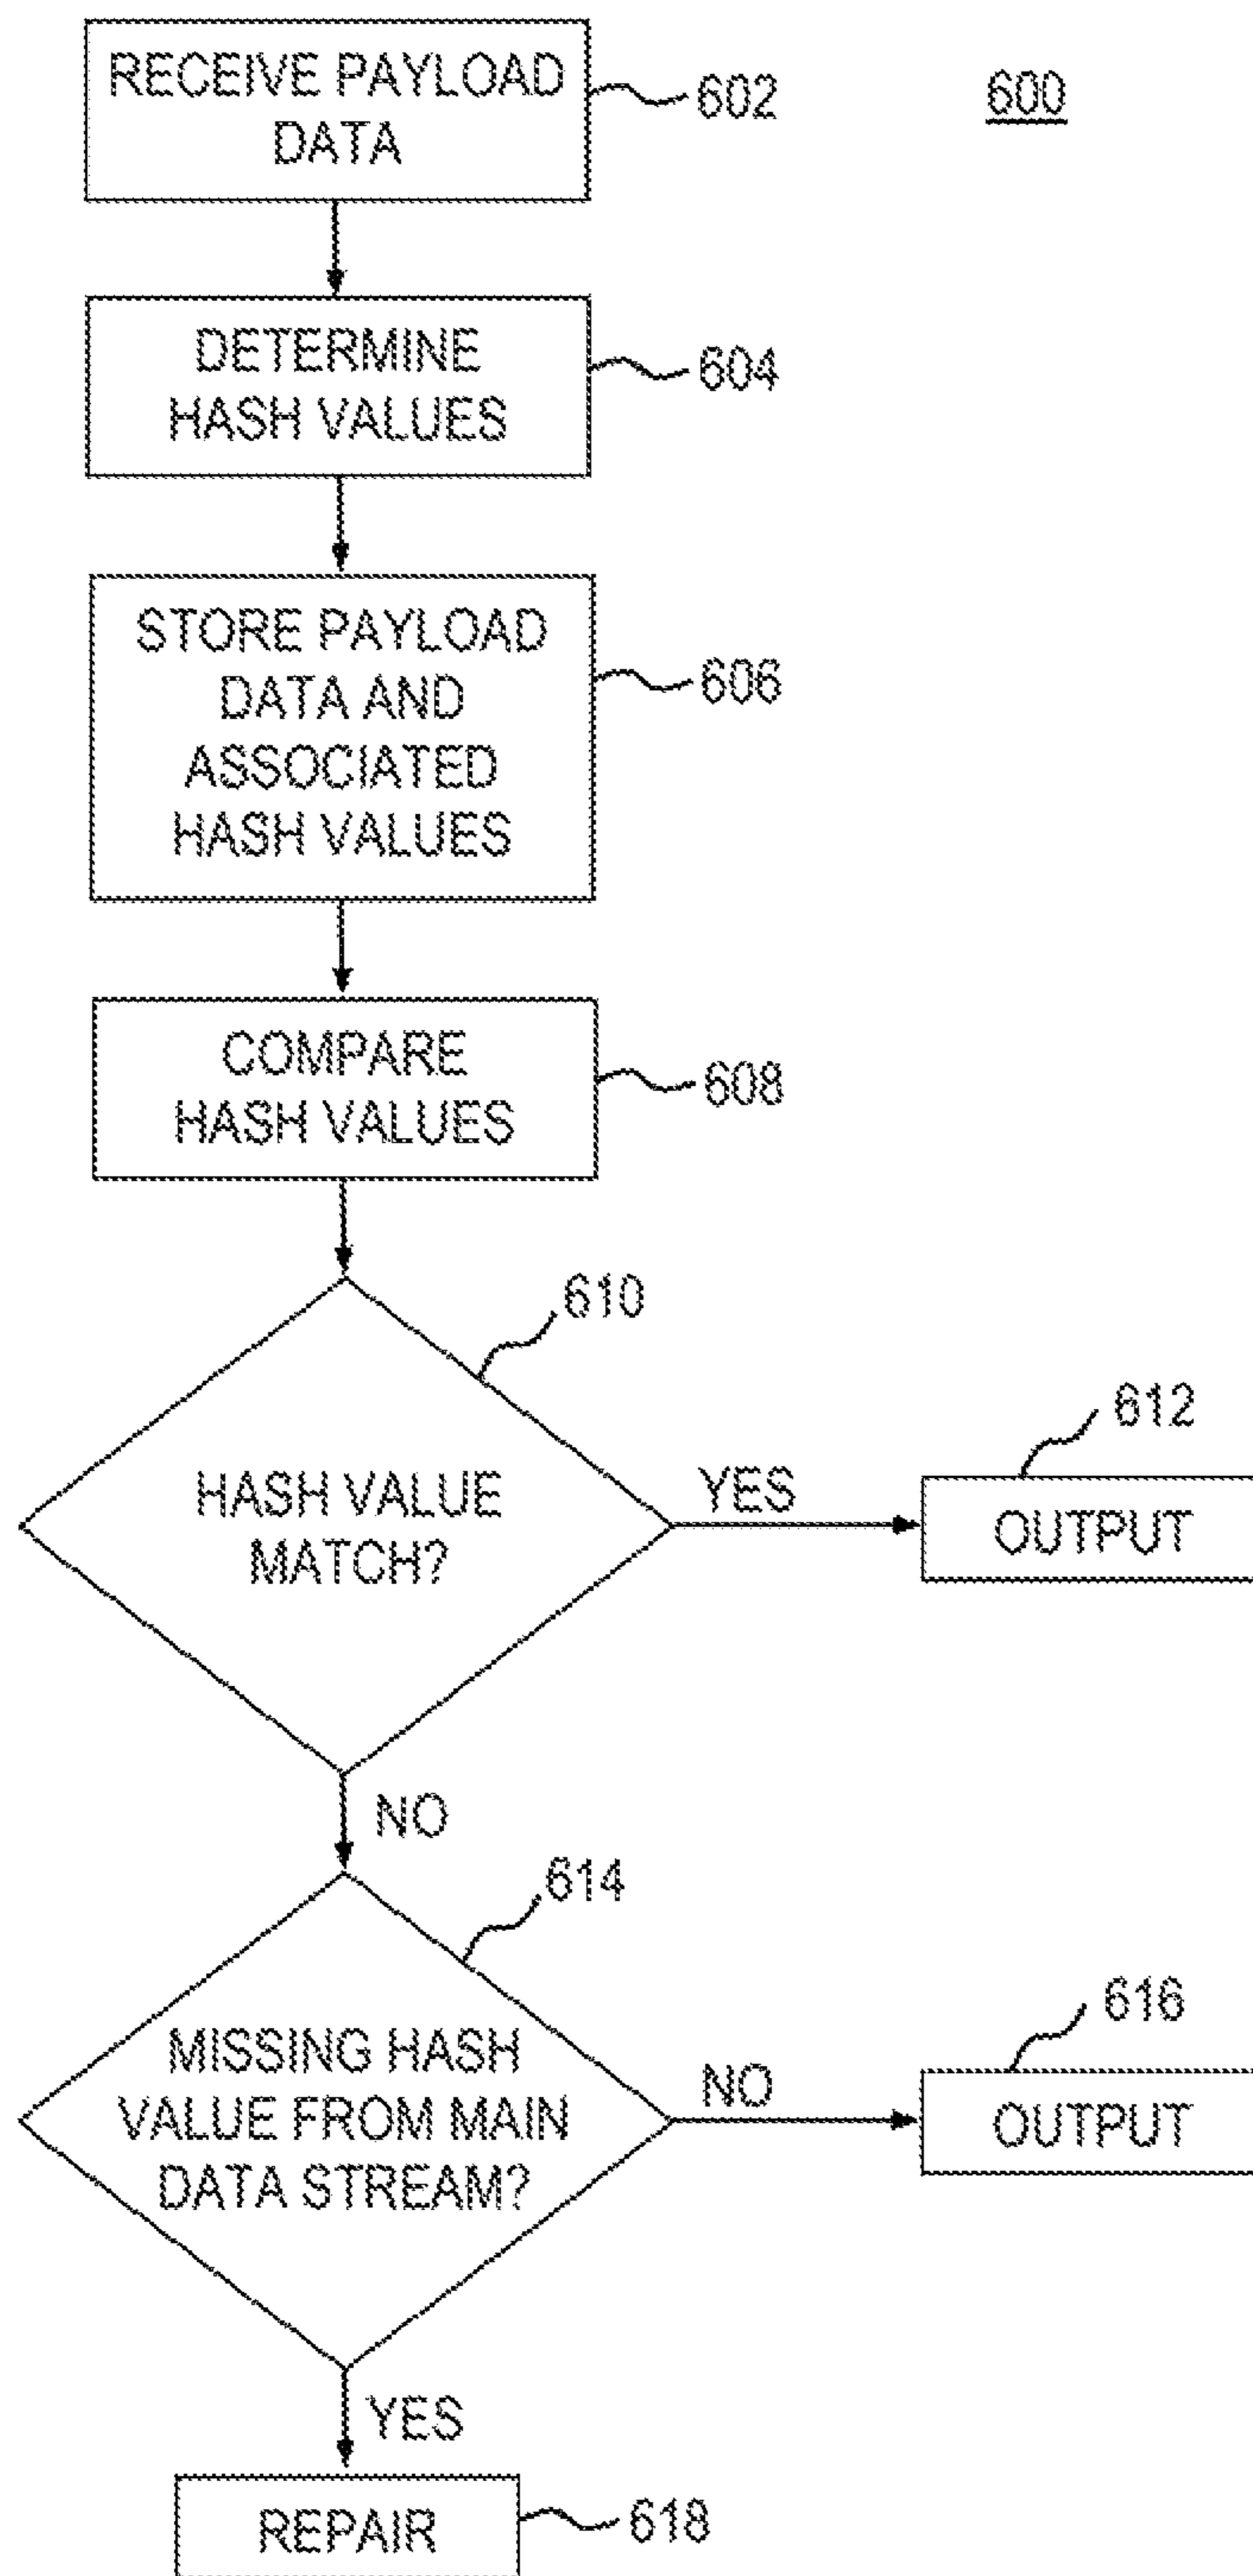 RECEIVE PAYLOAD
DATA
602
600
DETERMINE
HASH VALUES
604
STORE PAYLOAD
DATA AND
ASSOCIATED
HASH VALUES
606
COMPARE
HASH VALUES
608
610
HASH VALUE
MATCH?
YES
612
OUTPUT
NO
614
MISSING HASH
VALUE FROM MAIN
DATA STREAM?
NO
616
OUTPUT
YES
REPAIR
618